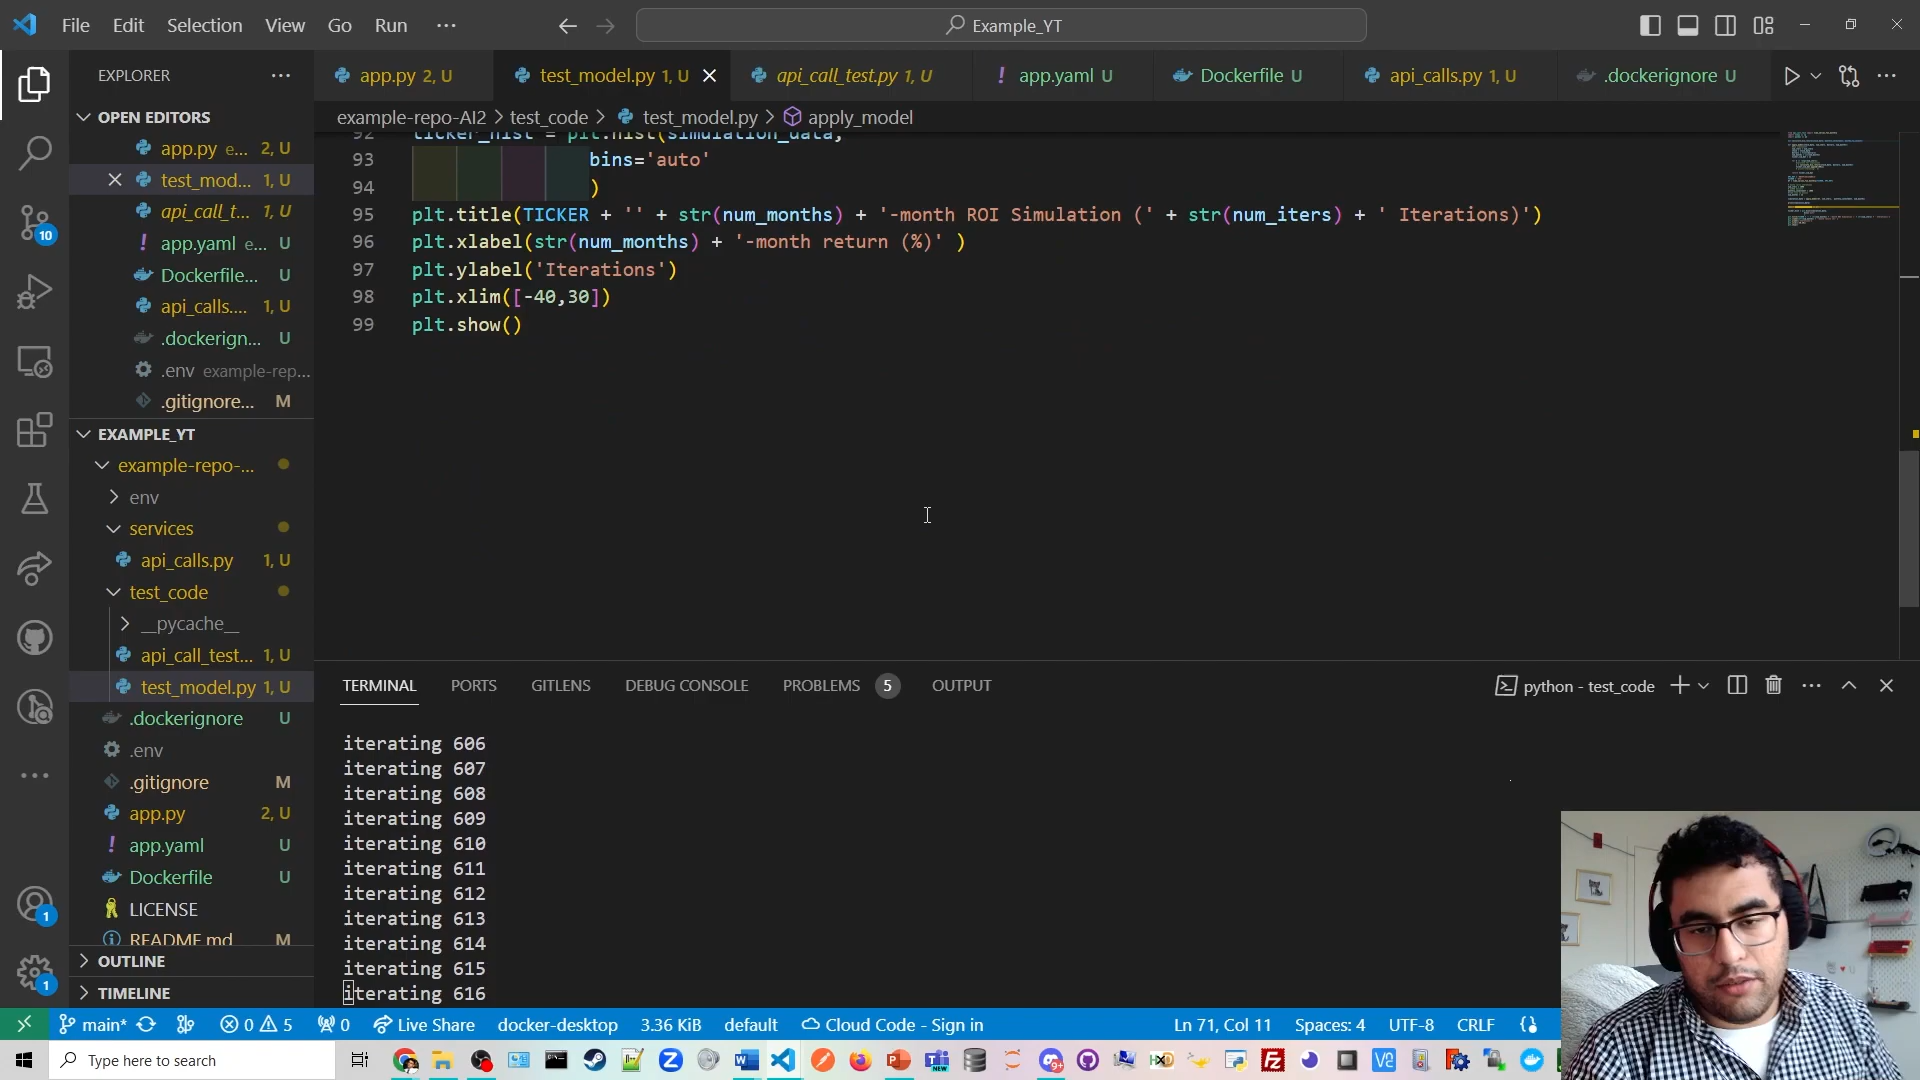 File Edit Selection View Go Run ···
Example_YT
EXPLORER
app.py 2, U
test_model.py 1, U
api_call_test.py 1, U
! app.yaml U
Dockerfile U
api_calls.py 1, U
.dockerignore U
example-repo-AI2 > test_code > test_model.py > apply_model
OPEN EDITORS
app.py e... 2, U
test_mod... 1, U
api_call_t... 1, U
! app.yaml e... U
Dockerfile... U
api_calls.... 1, U
.dockerign... U
.env example-rep...
.gitignore... M
EXAMPLE_YT
example-repo-...
env
services
api_calls.py 1, U
test_code
__pycache__
api_call_test... 1, U
test_model.py 1, U
.dockerignore U
.env
.gitignore M
app.py 2, U
! app.yaml U
Dockerfile U
LICENSE
README.md M
OUTLINE
TIMELINE
10
1
1
92 ticker_hist = plt.hist(simulation_data,
93 bins='auto'
94 )
95 plt.title(TICKER + '' + str(num_months) + '-month ROI Simulation (' + str(num_iters) + ' Iterations)')
96 plt.xlabel(str(num_months) + '-month return (%)' )
97 plt.ylabel('Iterations')
98 plt.xlim([-40,30])
99 plt.show()
TERMINAL PORTS GITLENS DEBUG CONSOLE PROBLEMS 5 OUTPUT
python - test_code
iterating 606
iterating 607
iterating 608
iterating 609
iterating 610
iterating 611
iterating 612
iterating 613
iterating 614
iterating 615
iterating 616
main* 0 5 0 Live Share docker-desktop 3.36 KiB default Cloud Code - Sign in Ln 71, Col 11 Spaces: 4 UTF-8 CRLF
Type here to search